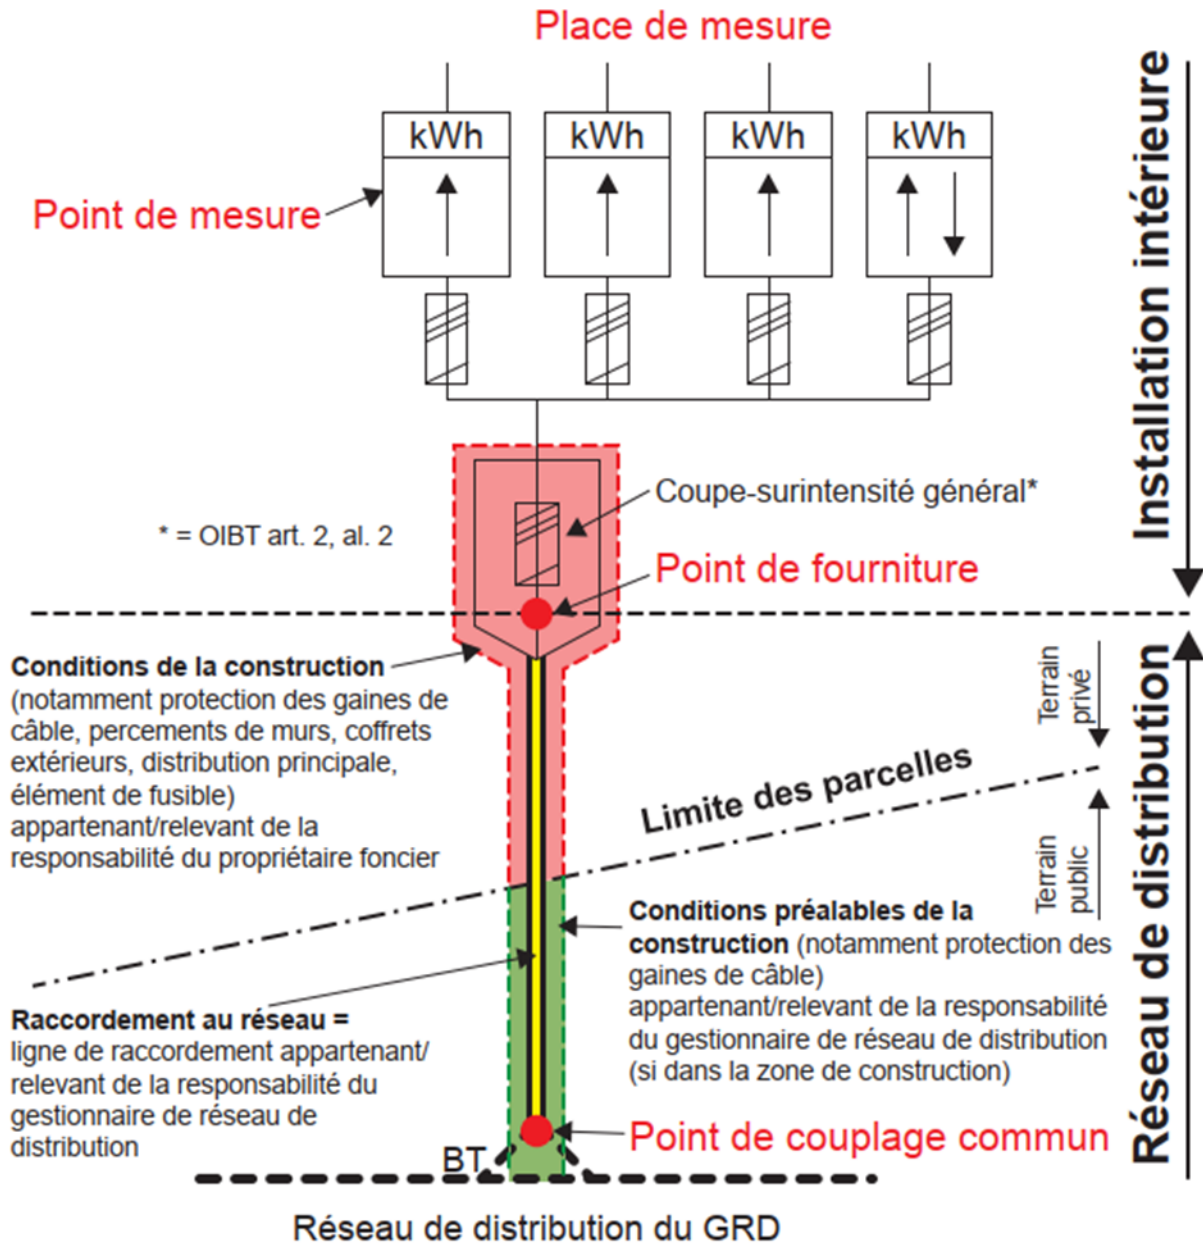 Place de mesure
kWh
kWh
kWh
kWh
Point de mesure
Installation intérieure
Coupe-surintensité général*
* = OIBT art. 2, al. 2
Point de fourniture
Conditions de la construction
(notamment protection des gaines de
câble, percements de murs, coffrets
extérieurs, distribution principale,
élément de fusible)
appartenant/relevant de la
responsabilité du propriétaire foncier
Terrain
privé
Limite des parcelles
Terrain
public
Réseau de distribution
Conditions préalables de la
construction (notamment protection des
gaines de câble)
appartenant/relevant de la responsabilité
du gestionnaire de réseau de distribution
(si dans la zone de construction)
Raccordement au réseau =
ligne de raccordement appartenant/
relevant de la responsabilité du
gestionnaire de réseau de
distribution
Point de couplage commun
BT
Réseau de distribution du GRD